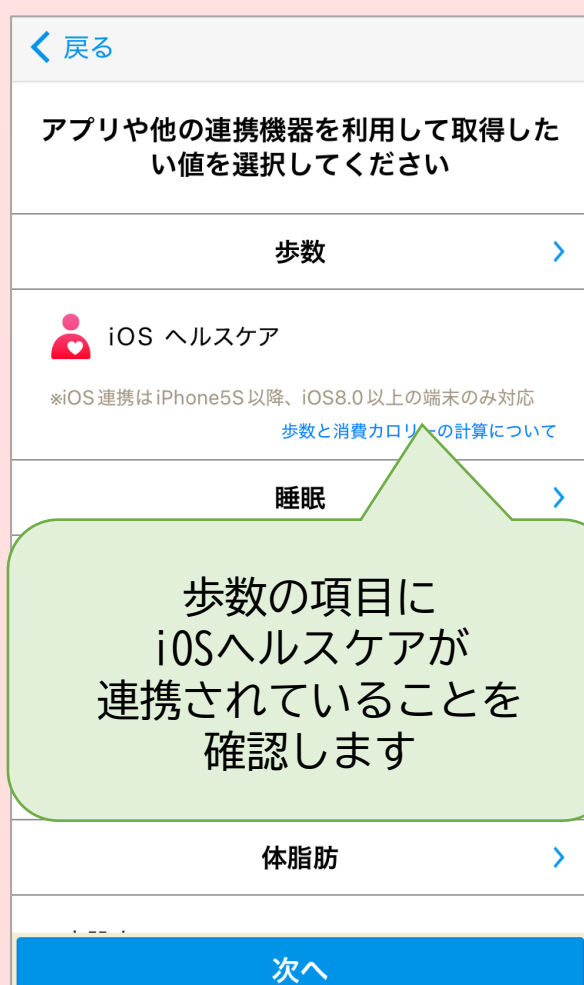 戻る
アプリや他の連携機器を利用して取得した
い値を選択してください
歩数
iOS ヘルスケア
※iOS連携はiPhone5S以降、iOS8.0以上の端末のみ対応
歩数と消費カロリーの計算について
睡眠
歩数の項目に
iOSヘルスケアが
連携されていることを
確認します
体脂肪
次へ